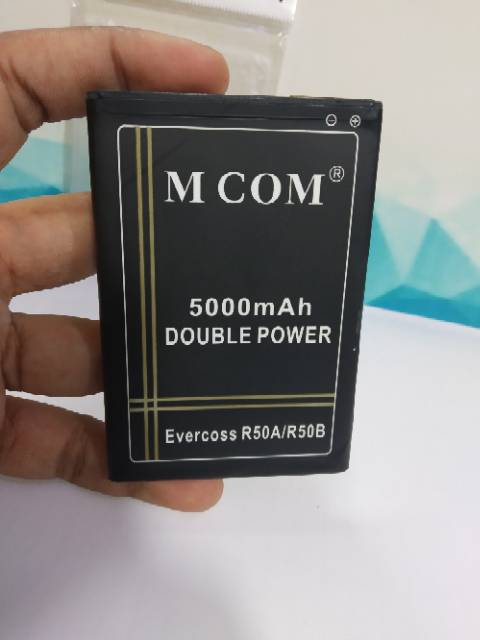 ⊖ ⊕
M COM®
5000mAh
DOUBLE POWER
Evercoss R50A/R50B